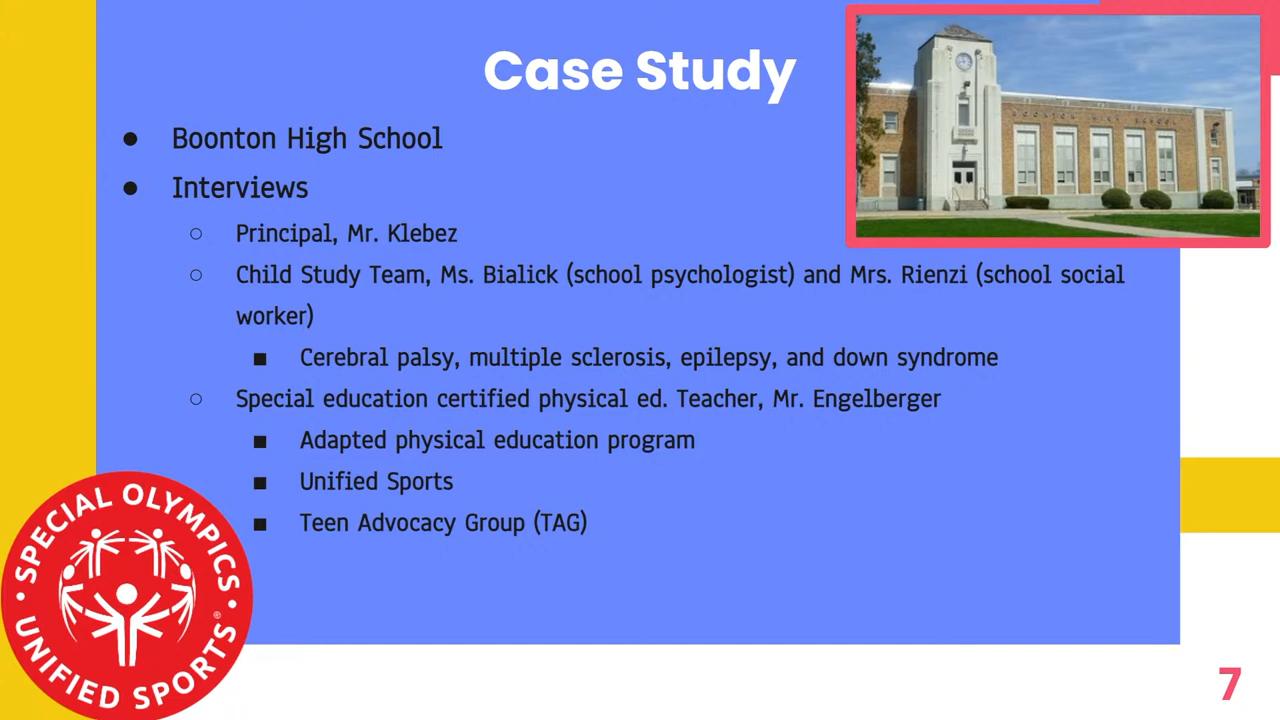 Case Study
BOONTON HIGH SCHOOL
● Boonton High School
● Interviews
○ Principal, Mr. Klebez
○ Child Study Team, Ms. Bialick (school psychologist) and Mrs. Rienzi (school social
worker)
■ Cerebral palsy, multiple sclerosis, epilepsy, and down syndrome
○ Special education certified physical ed. Teacher, Mr. Engelberger
■ Adapted physical education program
■ Unified Sports
■ Teen Advocacy Group (TAG)
• SPECIAL OLYMPICS •
UNIFIED SPORTS®
7